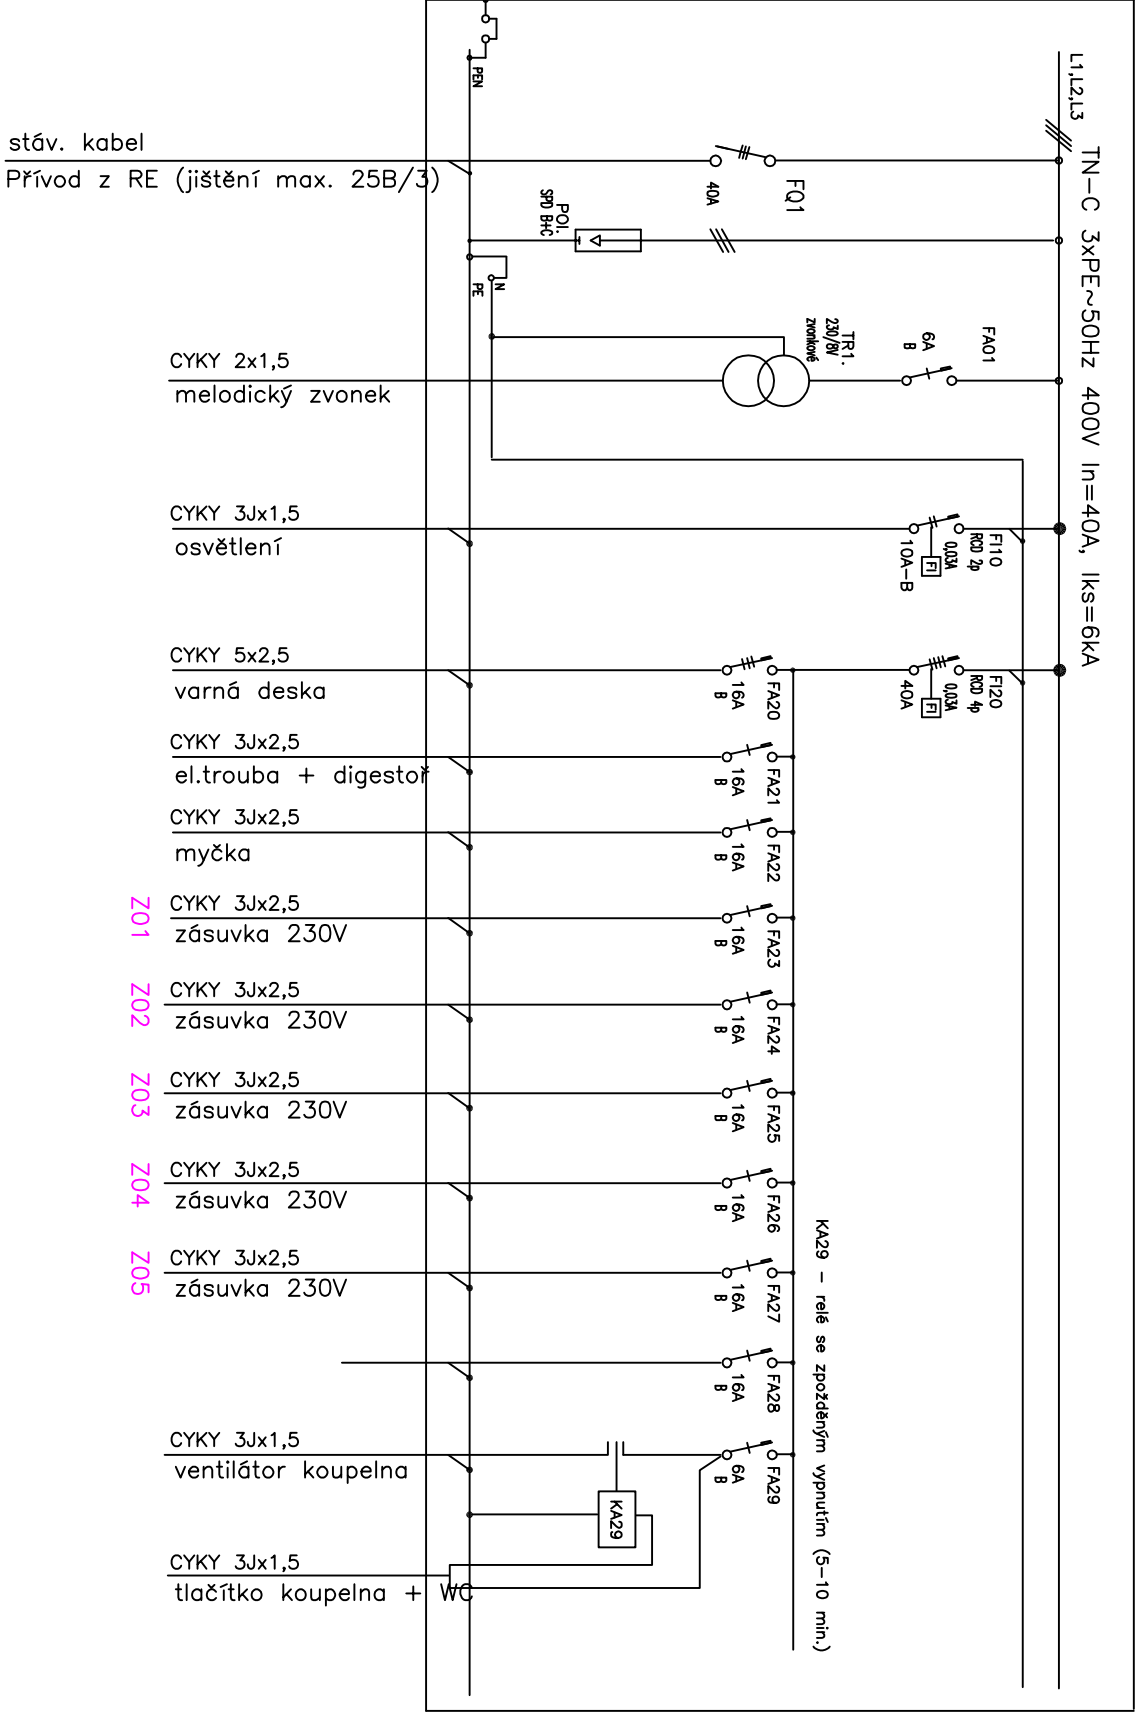 L1,L2,L3
TN-C 3xPE~50Hz 400V In=40A, Iks=6kA
PEN
stáv. kabel
Přívod z RE (jištění max. 25B/3)
FQ1
40A
POI.
SPD B+C
N
PE
CYKY 2x1,5
melodický zvonek
TR1.
230/8V
zvonkové
FA01
6A
B
CYKY 3Jx1,5
osvětlení
FI10
RCD 2p
0,03A
FI
10A-B
CYKY 5x2,5
varná deska
FA20
16A
B
FI20
RCD 4p
0,03A
FI
40A
CYKY 3Jx2,5
el.trouba + digestoř
FA21
16A
B
CYKY 3Jx2,5
myčka
FA22
16A
B
Z01
CYKY 3Jx2,5
zásuvka 230V
FA23
16A
B
Z02
CYKY 3Jx2,5
zásuvka 230V
FA24
16A
B
Z03
CYKY 3Jx2,5
zásuvka 230V
FA25
16A
B
Z04
CYKY 3Jx2,5
zásuvka 230V
FA26
16A
B
Z05
CYKY 3Jx2,5
zásuvka 230V
FA27
16A
B
FA28
16A
B
CYKY 3Jx1,5
ventilátor koupelna
FA29
6A
B
KA29
KA29 - relé se zpožděným vypnutím (5-10 min.)
CYKY 3Jx1,5
tlačítko koupelna + WC